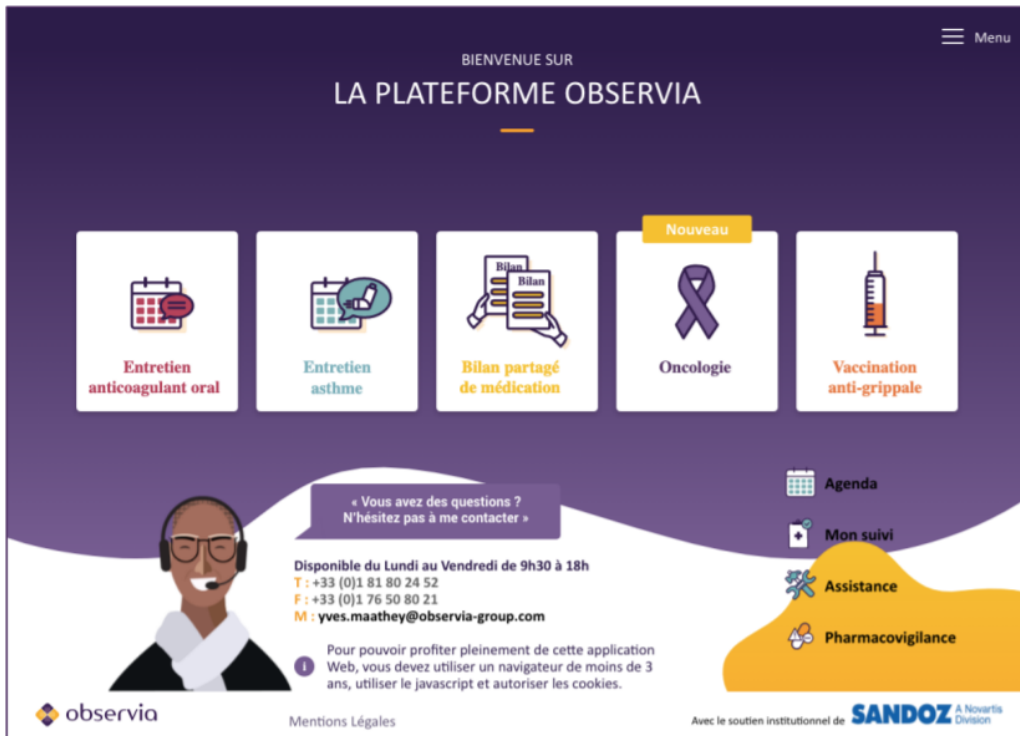 Menu
BIENVENUE SUR
LA PLATEFORME OBSERVIA
Nouveau
Bilan
Bilan
Entretien
anticoagulant oral
Entretien
asthme
Bilan partagé
de médication
Oncologie
Vaccination
anti-grippale
« Vous avez des questions ?
N'hésitez pas à me contacter »
Disponible du Lundi au Vendredi de 9h30 à 18h
T : +33 (0)1 81 80 24 52
F : +33 (0)1 76 50 80 21
M : yves.maathey@observia-group.com
i
Pour pouvoir profiter pleinement de cette application
Web, vous devez utiliser un navigateur de moins de 3
ans, utiliser le javascript et autoriser les cookies.
Agenda
Mon suivi
Assistance
Pharmacovigilance
observia
Mentions Légales
Avec le soutien institutionnel de
SANDOZ
A Novartis
Division